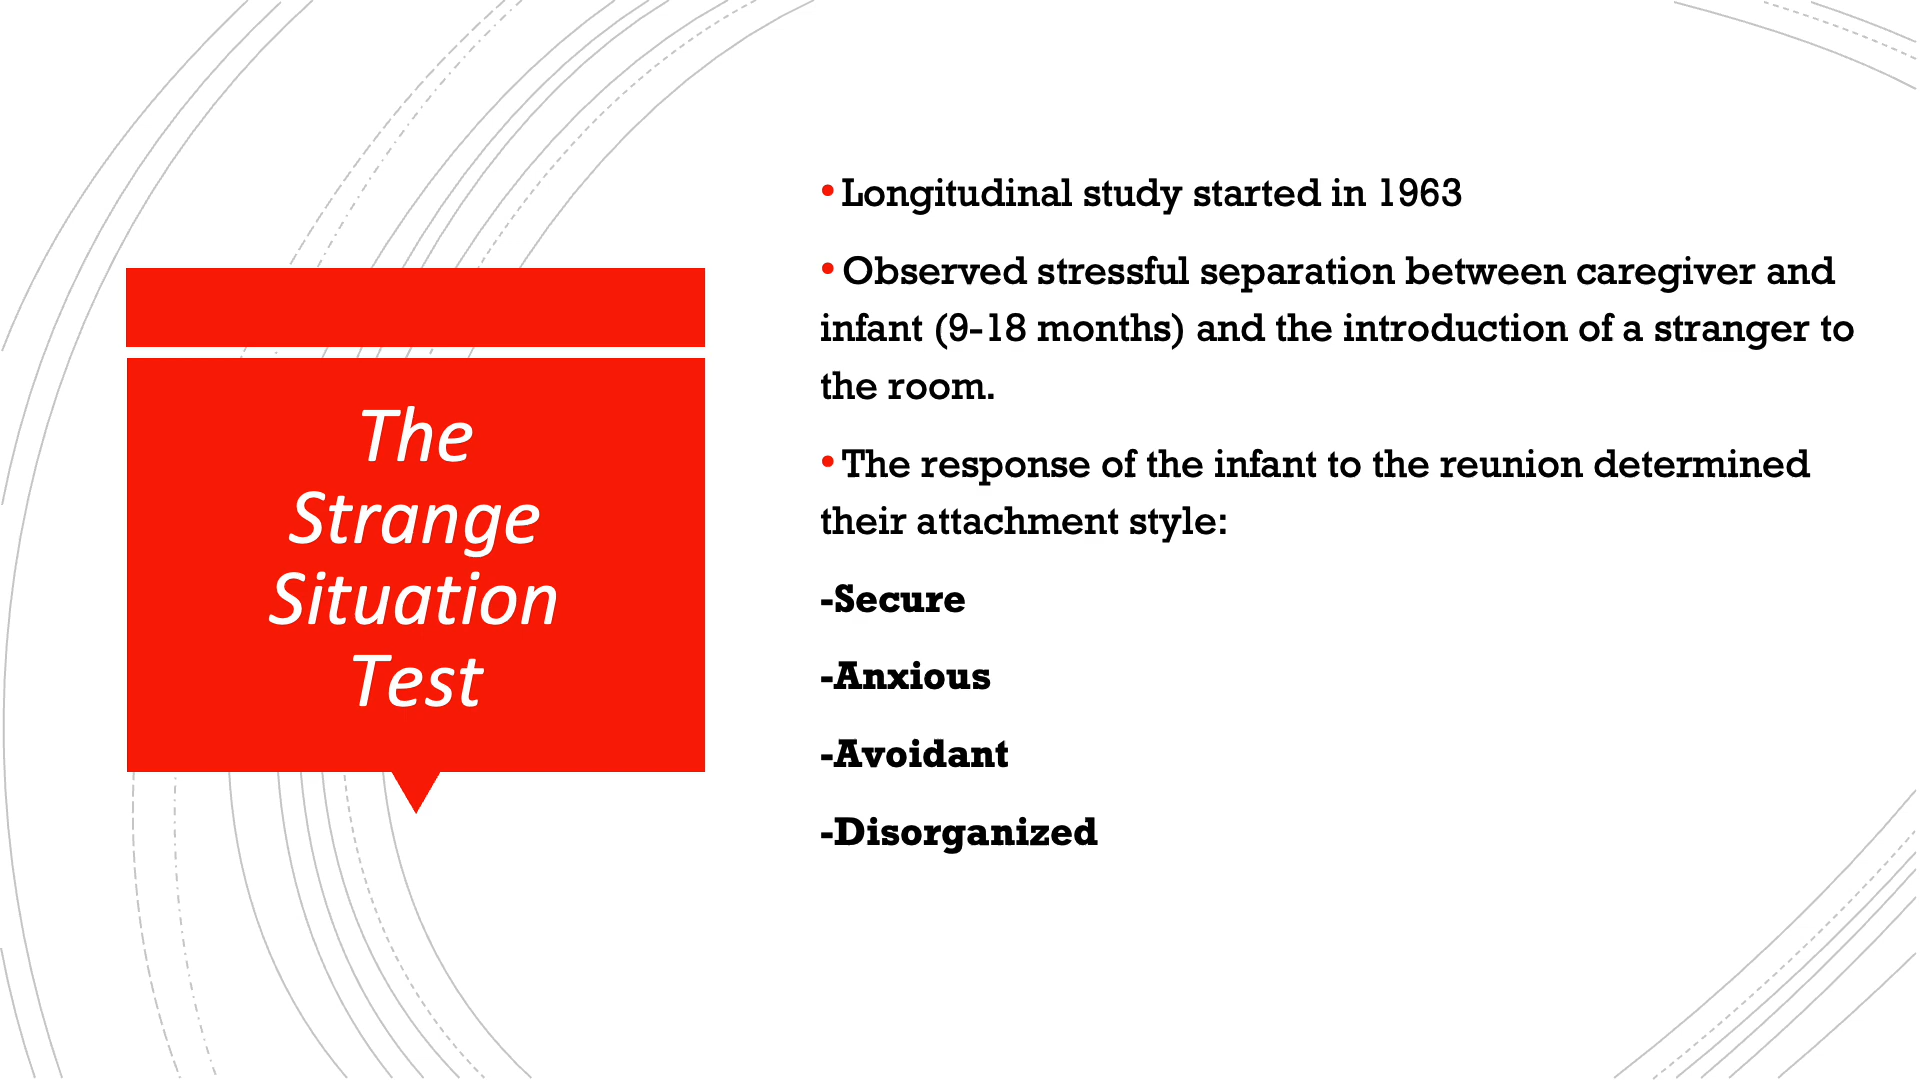 The
Strange
Situation
Test
•Longitudinal study started in 1963
•Observed stressful separation between caregiver and
infant (9-18 months) and the introduction of a stranger to
the room.
•The response of the infant to the reunion determined
their attachment style:
-Secure
-Anxious
-Avoidant
-Disorganized